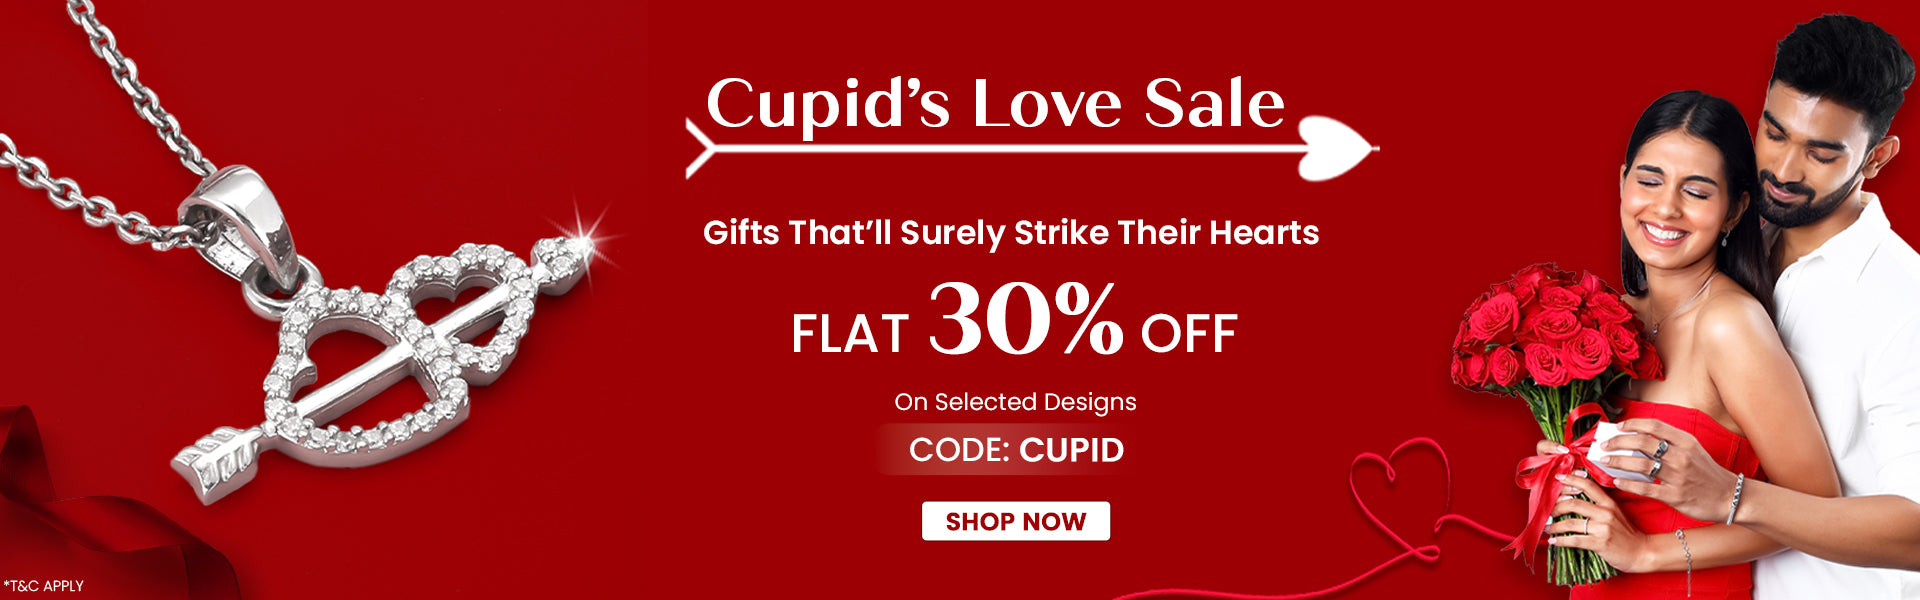 Cupid’s Love Sale
Gifts That’ll Surely Strike Their Hearts
FLAT 30% OFF
On Selected Designs
CODE: CUPID
SHOP NOW
*T&C APPLY